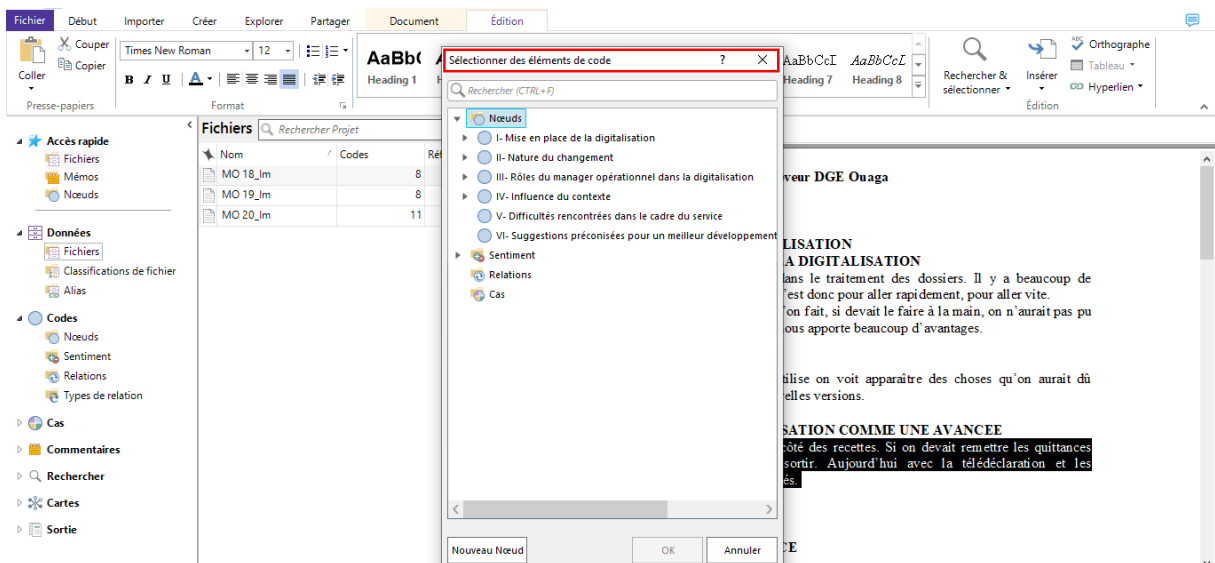 Fichier Début Importer Créer Explorer Partager Document Édition
Coller
Couper
Copier
Presse-papiers
Times New Roman 12
B I U A
Format
AaBb(
Heading 1
AaBbCcI
Heading 7
AaBbCcL
Heading 8
Rechercher &
sélectionner
Insérer
ABC
Orthographe
Tableau
Hyperlien
Édition
Accès rapide
Fichiers
Mémos
Nœuds
Données
Fichiers
Classifications de fichier
Alias
Codes
Nœuds
Sentiment
Relations
Types de relation
Cas
Commentaires
Rechercher
Cartes
Sortie
Fichiers Rechercher Projet
Nom Codes Réf
MO 18_lm 8
MO 19_lm 8
MO 20_lm 11
Sélectionner des éléments de code ?
Rechercher (CTRL+F)
Nœuds
I- Mise en place de la digitalisation
II- Nature du changement
III- Rôles du manager opérationnel dans la digitalisation
IV- Influence du contexte
V- Difficultés rencontrées dans le cadre du service
VI- Suggestions préconisées pour un meilleur développement
Sentiment
Relations
Cas
Nouveau Nœud OK Annuler
veur DGE Ouaga
LISATION
A DIGITALISATION
ans le traitement des dossiers. Il y a beaucoup de
'est donc pour aller rapidement, pour aller vite.
'on fait, si devait le faire à la main, on n'aurait pas pu
ous apporte beaucoup d'avantages.
tilise on voit apparaître des choses qu'on aurait dû
elles versions.
SATION COMME UNE AVANCEE
côté des recettes. Si on devait remettre les quittances
sortir. Aujourd'hui avec la télédéclaration et les
és.
CE